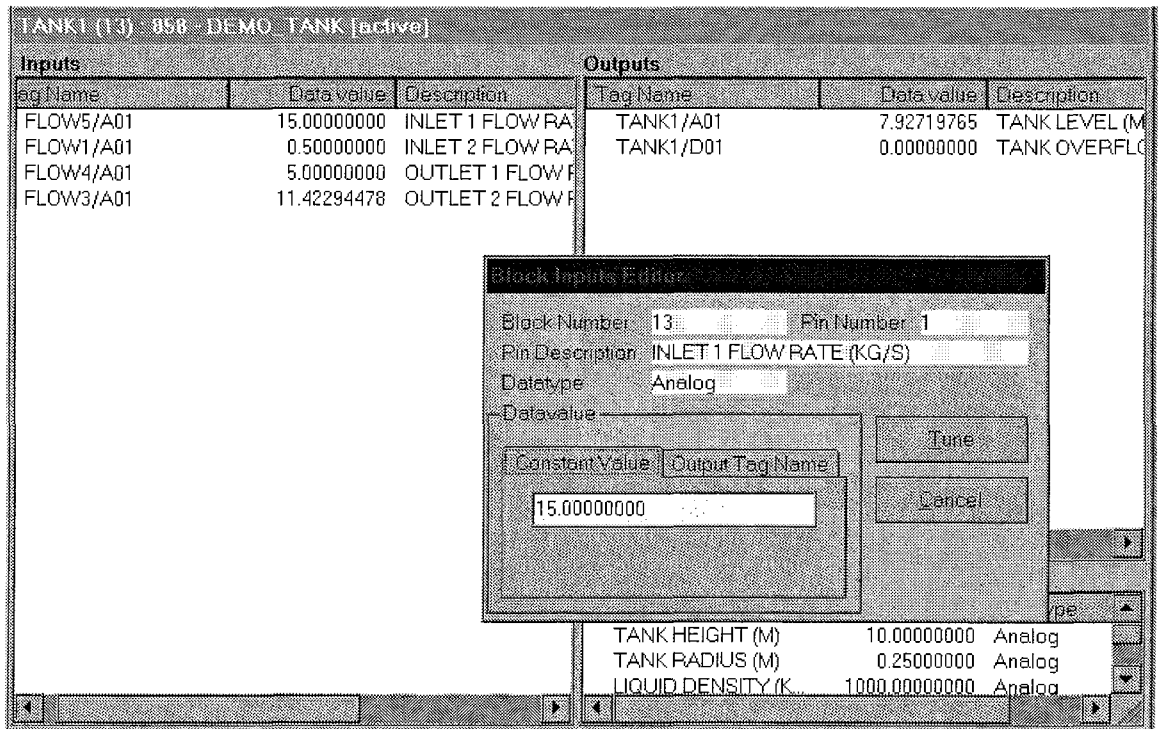 TANK1 (13) : 858 - DEMO_TANK [active]
Inputs
ag Name Data value Description
FLOW5/A01 15.00000000 INLET 1 FLOW RA
FLOW1/A01 0.50000000 INLET 2 FLOW RA
FLOW4/A01 5.00000000 OUTLET 1 FLOW F
FLOW3/A01 11.42294478 OUTLET 2 FLOW F
Outputs
Tag Name Data value Description
TANK1/A01 7.92719765 TANK LEVEL (M
TANK1/D01 0.00000000 TANK OVERFLO
Block Inputs Editor
Block Number 13 Pin Number 1
Pin Description INLET 1 FLOW RATE (KG/S)
Datatype Analog
Datavalue
Constant Value Output Tag Name
15.00000000
Tune
Cancel
ype
TANK HEIGHT (M) 10.00000000 Analog
TANK RADIUS (M) 0.25000000 Analog
LIQUID DENSITY (K... 1000.00000000 Analog